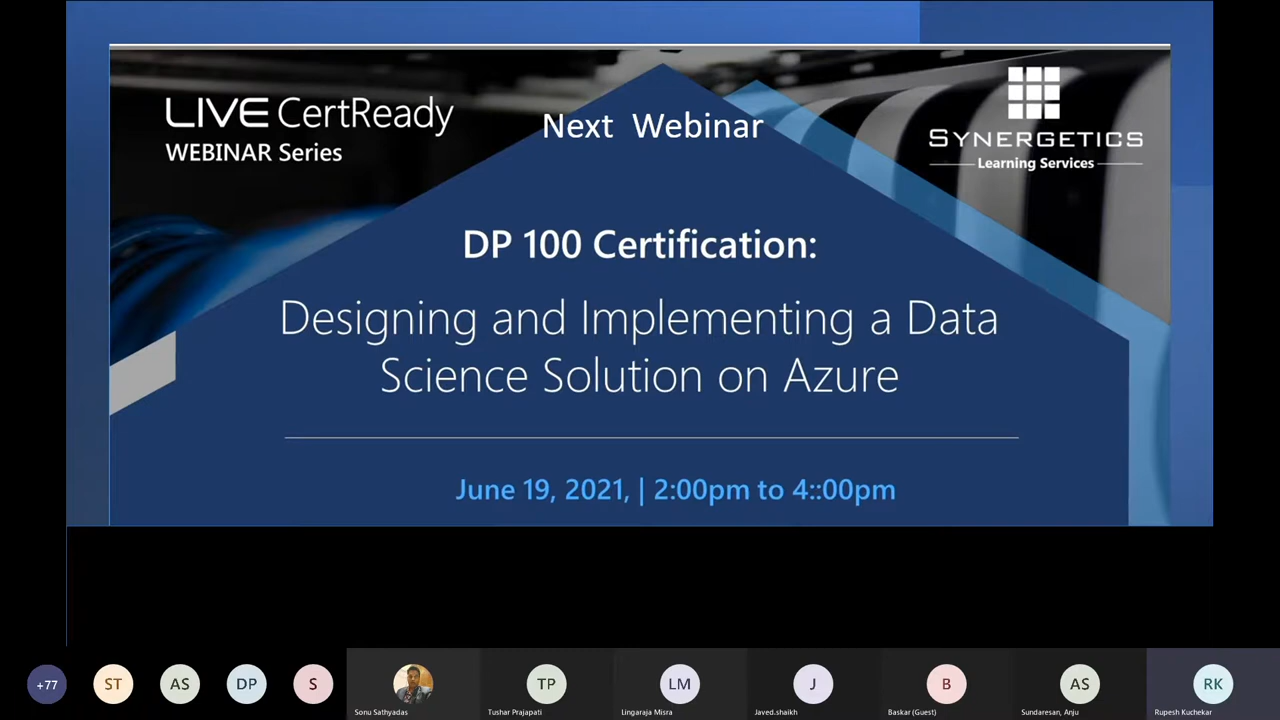 LIVE CertReady
WEBINAR Series
Next Webinar
SYNERGETICS
Learning Services
DP 100 Certification:
Designing and Implementing a Data
Science Solution on Azure
June 19, 2021, | 2:00pm to 4::00pm
+77
ST
AS
DP
S
TP
LM
J
B
AS
RK
Sonu Sathyadas
Tushar Prajapati
Lingaraja Misra
Javed.shaikh
Baskar (Guest)
Sundaresan, Anju
Rupesh Kuchekar